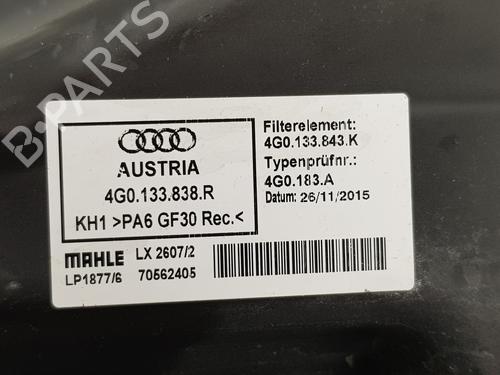 B-PARTS
AUSTRIA
4G0.133.838.R
KH1 >PA6 GF30 Rec.<
Filterelement:
4G0.133.843.K
Typenprüfnr.:
4G0.183.A
Datum: 26/11/2015
MAHLE LX 2607/2
LP1877/6 70562405